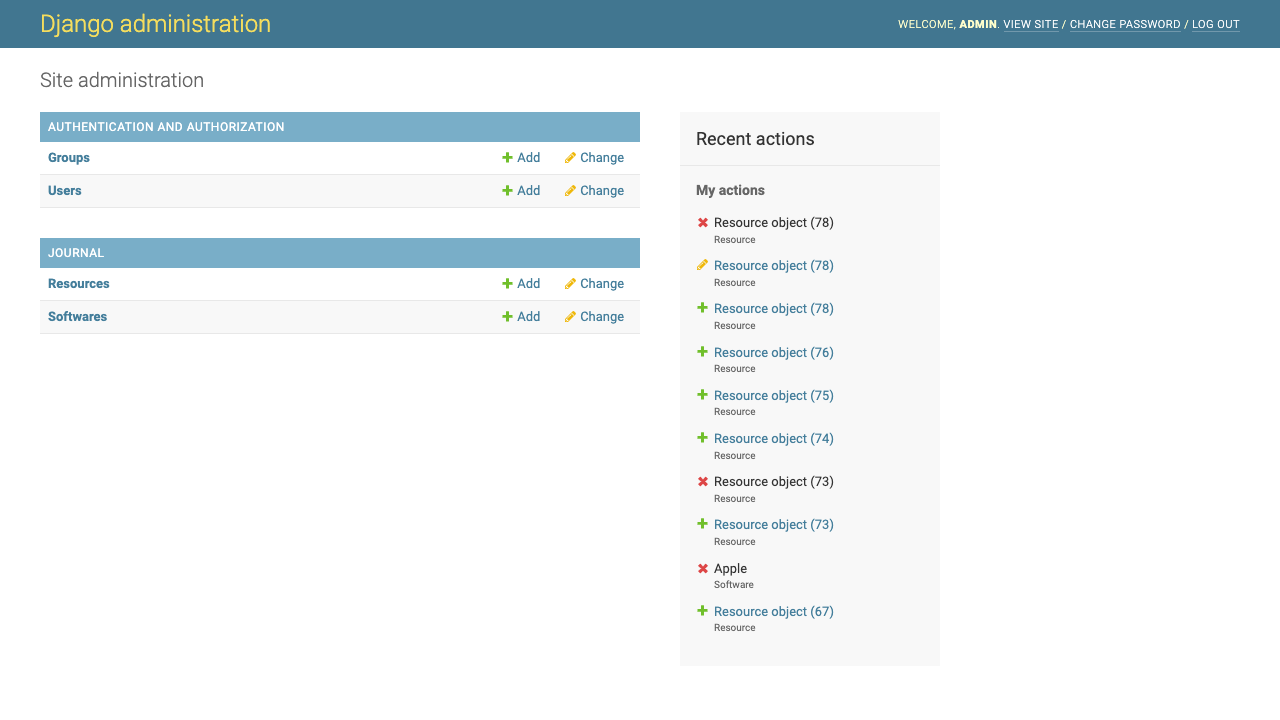 Django administration
WELCOME, ADMIN. VIEW SITE / CHANGE PASSWORD / LOG OUT
Site administration
AUTHENTICATION AND AUTHORIZATION
Groups Add Change
Users Add Change
JOURNAL
Resources Add Change
Softwares Add Change
Recent actions
My actions
Resource object (78)
Resource
Resource object (78)
Resource
Resource object (78)
Resource
Resource object (76)
Resource
Resource object (75)
Resource
Resource object (74)
Resource
Resource object (73)
Resource
Resource object (73)
Resource
Apple
Software
Resource object (67)
Resource